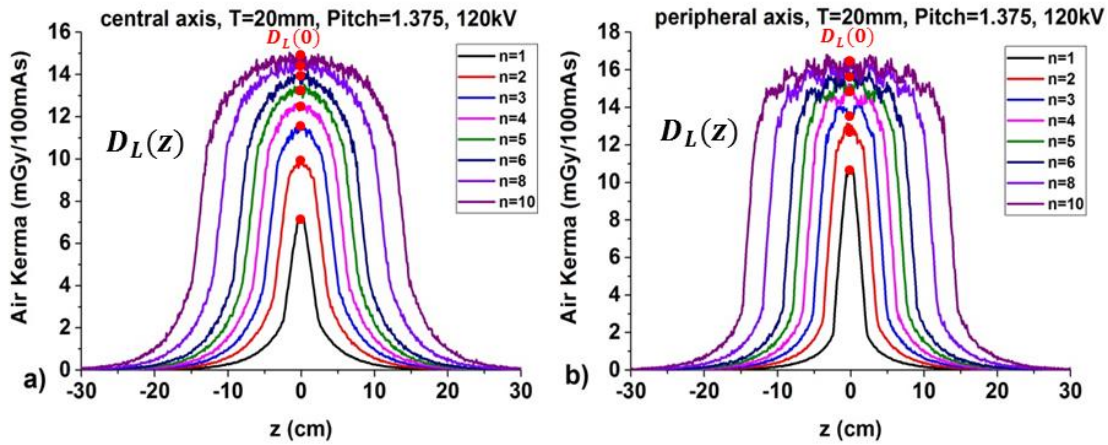 central axis, T=20mm, Pitch=1.375, 120kV
D_L(0)
16
14
12
10
8
6
4
2
0
Air Kerma (mGy/100mAs)
D_L(z)
n=1
n=2
n=3
n=4
n=5
n=6
n=8
n=10
a)
-30 -20 -10 0 10 20 30
z (cm)
peripheral axis, T=20mm, Pitch=1.375, 120kV
D_L(0)
18
16
14
12
10
8
6
4
2
0
Air Kerma (mGy/100mAs)
D_L(z)
n=1
n=2
n=3
n=4
n=5
n=6
n=8
n=10
b)
-30 -20 -10 0 10 20 30
z (cm)